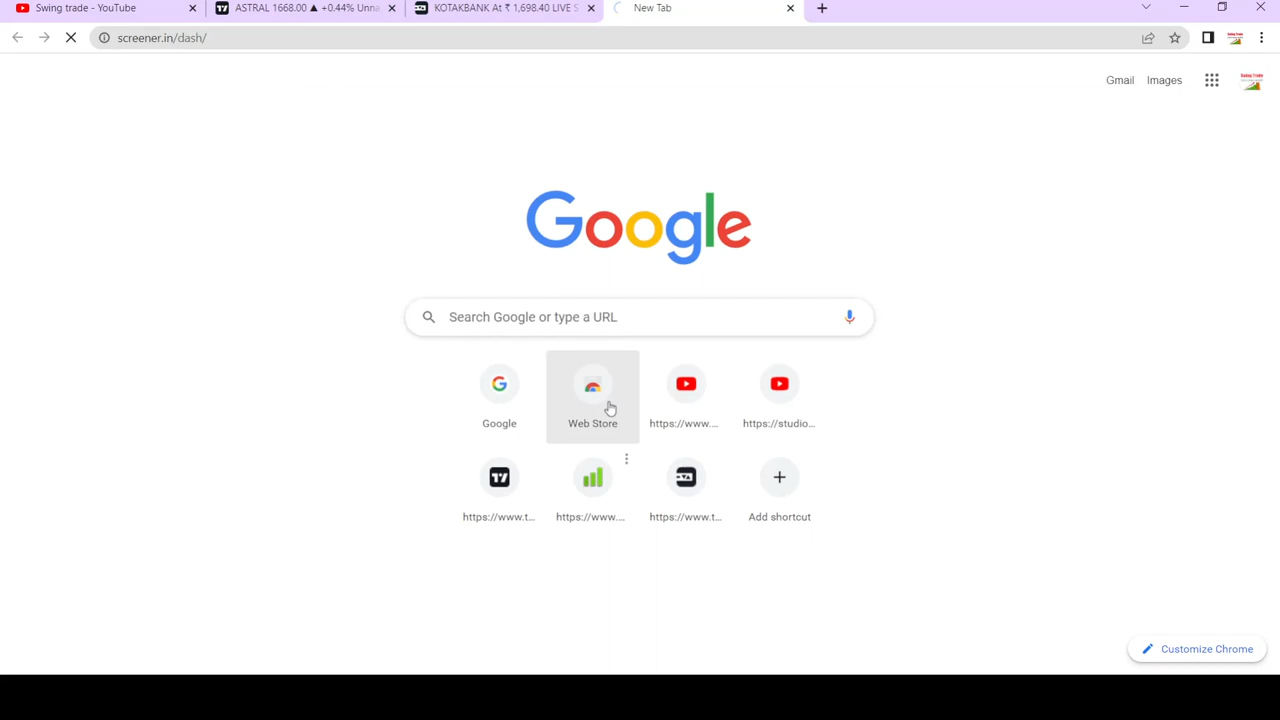 Swing trade - YouTube
ASTRAL 1668.00 ▲ +0.44% Unna
KOTAKBANK At ₹ 1,698.40 LIVE S
New Tab
screener.in/dash/
Gmail
Images
Google
Search Google or type a URL
Google
Web Store
https://www....
https://studio...
https://www.t...
https://www....
https://www.t...
Add shortcut
Customize Chrome